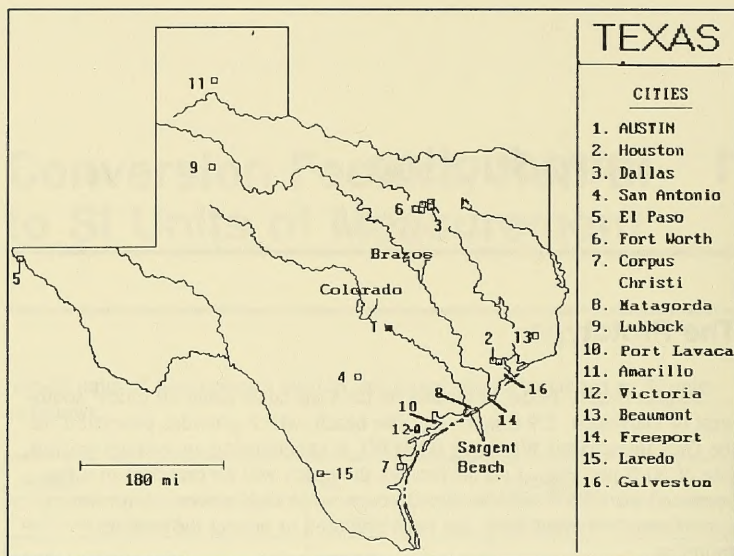 TEXAS
CITIES
1. AUSTIN
2. Houston
3. Dallas
4. San Antonio
5. El Paso
6. Fort Worth
7. Corpus
Christi
8. Matagorda
9. Lubbock
10. Port Lavaca
11. Amarillo
12. Victoria
13. Beaumont
14. Freeport
15. Laredo
16. Galveston
11
9
6
3
Brazos
5
Colorado
1
2
13
4
16
8
10
14
12
Sargent
Beach
7
15
180 mi